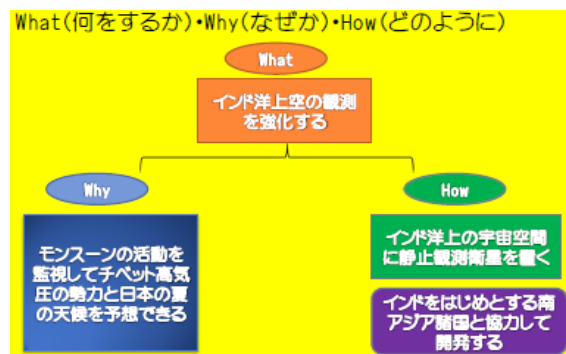 What(何をするか)・Why(なぜか)・How(どのように)
What
インド洋上空の観測
を強化する
Why
How
モンスーンの活動を
監視してチベット高気
圧の勢力と日本の夏
の天候を予想できる
インド洋上の宇宙空間
に静止観測衛星を置く
インドをはじめとする南
アジア諸国と協力して
開発する